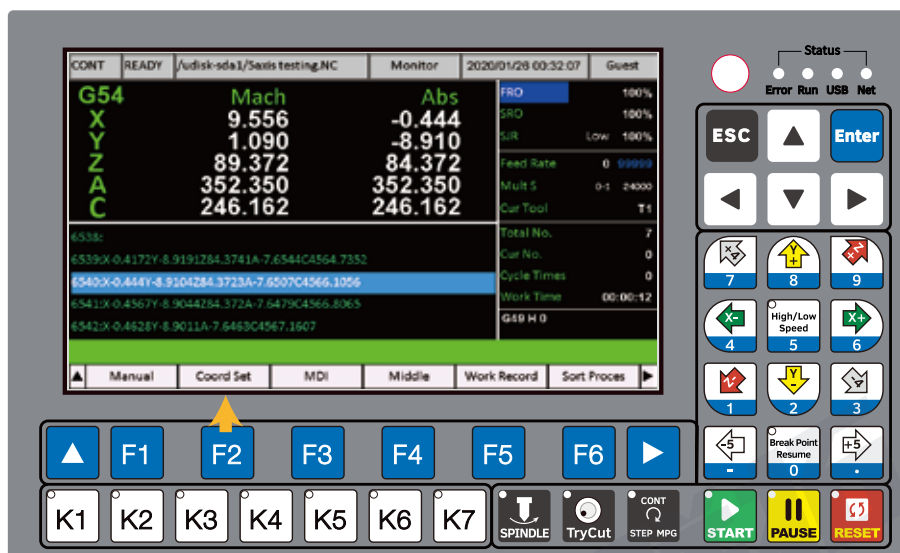 CONT READY /udisk-sda1/5axis testing.NC Monitor 2020/01/26 00:32:07 Guest
G54 Mach Abs
X 9.556 -0.444
Y 1.090 -8.910
Z 89.372 84.372
A 352.350 352.350
C 246.162 246.162
FRO 100%
SRO 100%
SJR Low 100%
Feed Rate 0 99999
Mult S 0-1 24000
Cur Tool T1
Total No. 7
Cur No. 0
Cycle Times 0
Work Time 00:00:12
G49 H 0
6538:
6539:X-0.4172Y-8.9191Z84.3741A-7.6544C4564.7352
6540:X-0.444Y-8.9104Z84.3723A-7.6507C4566.1056
6541:X-0.4567Y-8.9044Z84.372A-7.6479C4566.8065
6542:X-0.4628Y-8.9011A-7.6463C4567.1607
Manual Coord Set MDI Middle Work Record Sort Proces
Status
Error Run USB Net
ESC Enter
7 Y+ 8 9
X- 4 High/Low Speed 5 X+ 6
1 Y- 2 3
-5 - Break Point Resume 0 +5 .
F1 F2 F3 F4 F5 F6
K1 K2 K3 K4 K5 K6 K7
SPINDLE TryCut CONT STEP MPG START PAUSE RESET